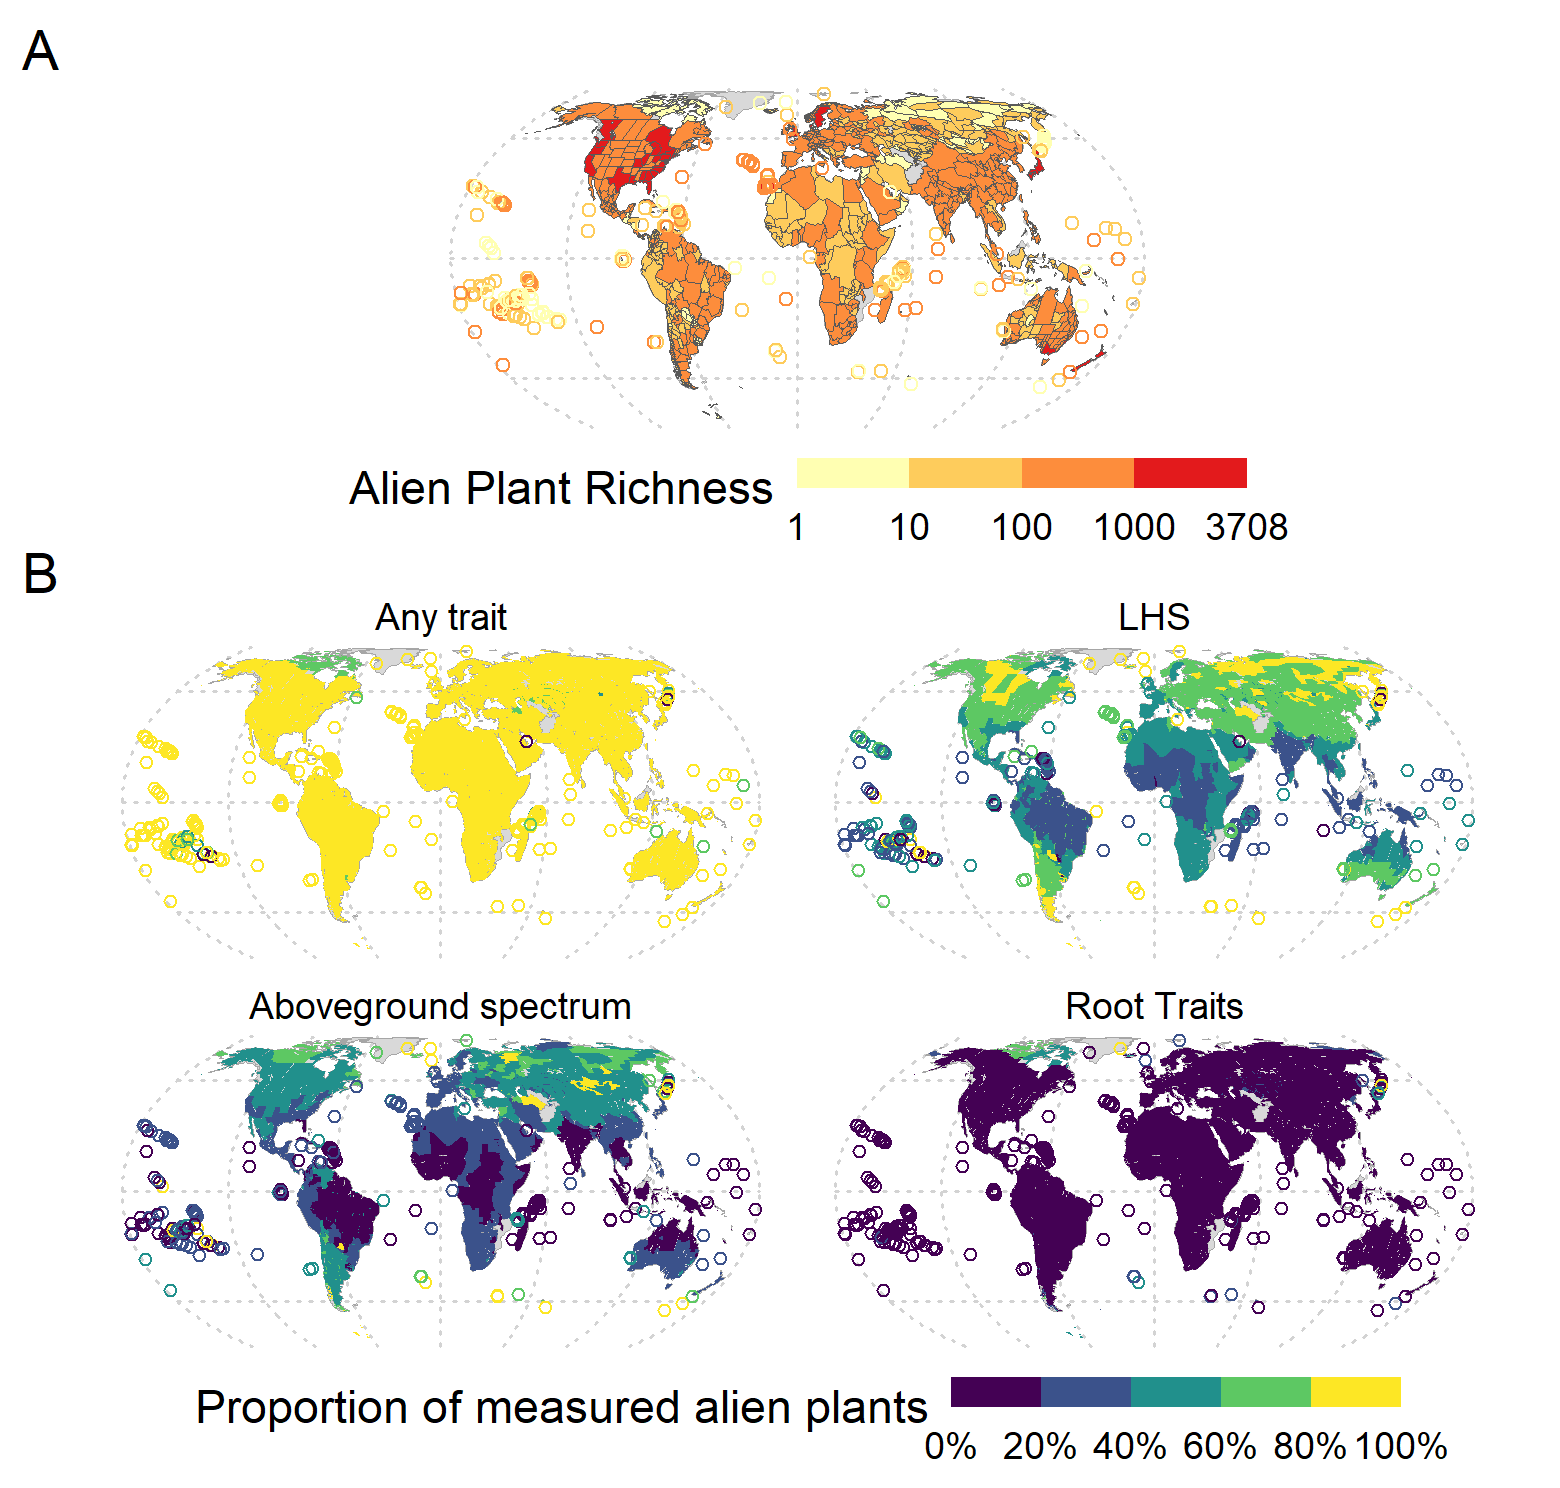 A
Alien Plant Richness
1 10 100 1000 3708
B
Any trait
LHS
Aboveground spectrum
Root Traits
Proportion of measured alien plants
0% 20% 40% 60% 80% 100%